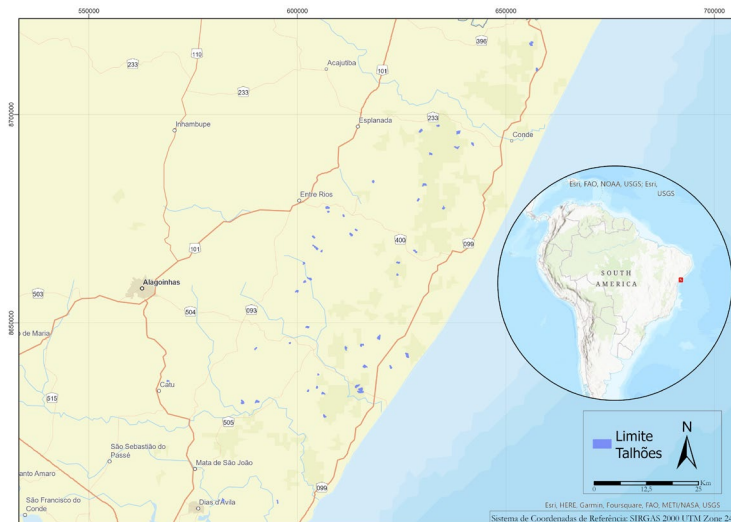 550000
600000
650000
700000
396
110
233
101
Acajutiba
233
8700000
Inhambupe
Esplanada
233
Conde
Esri, FAO, NOAA, USGS; Esri,
USGS
Entre Rios
101
400
099
SOUTH
AMERICA
Alagoinhas
503
504
093
8650000
de Maria
515
Catu
505
São Sebastião do
Passé
Mata de São João
anto Amaro
099
São Francisco do
Conde
Dias d'Ávila
Limite
Talhões
N
0
12,5
25
Km
Esri, HERE, Garmin, Foursquare, FAO, METI/NASA, USGS
Sistema de Coordenadas de Referência: SIRGAS 2000 UTM Zone 24